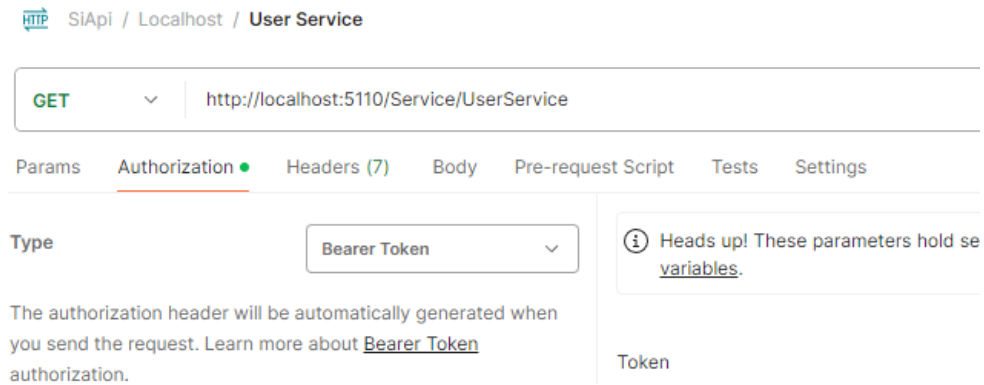 HTTP SiApi / Localhost / User Service
GET http://localhost:5110/Service/UserService
Params Authorization Headers (7) Body Pre-request Script Tests Settings
Type
Bearer Token
The authorization header will be automatically generated when
you send the request. Learn more about Bearer Token
authorization.
Heads up! These parameters hold se
variables.
Token